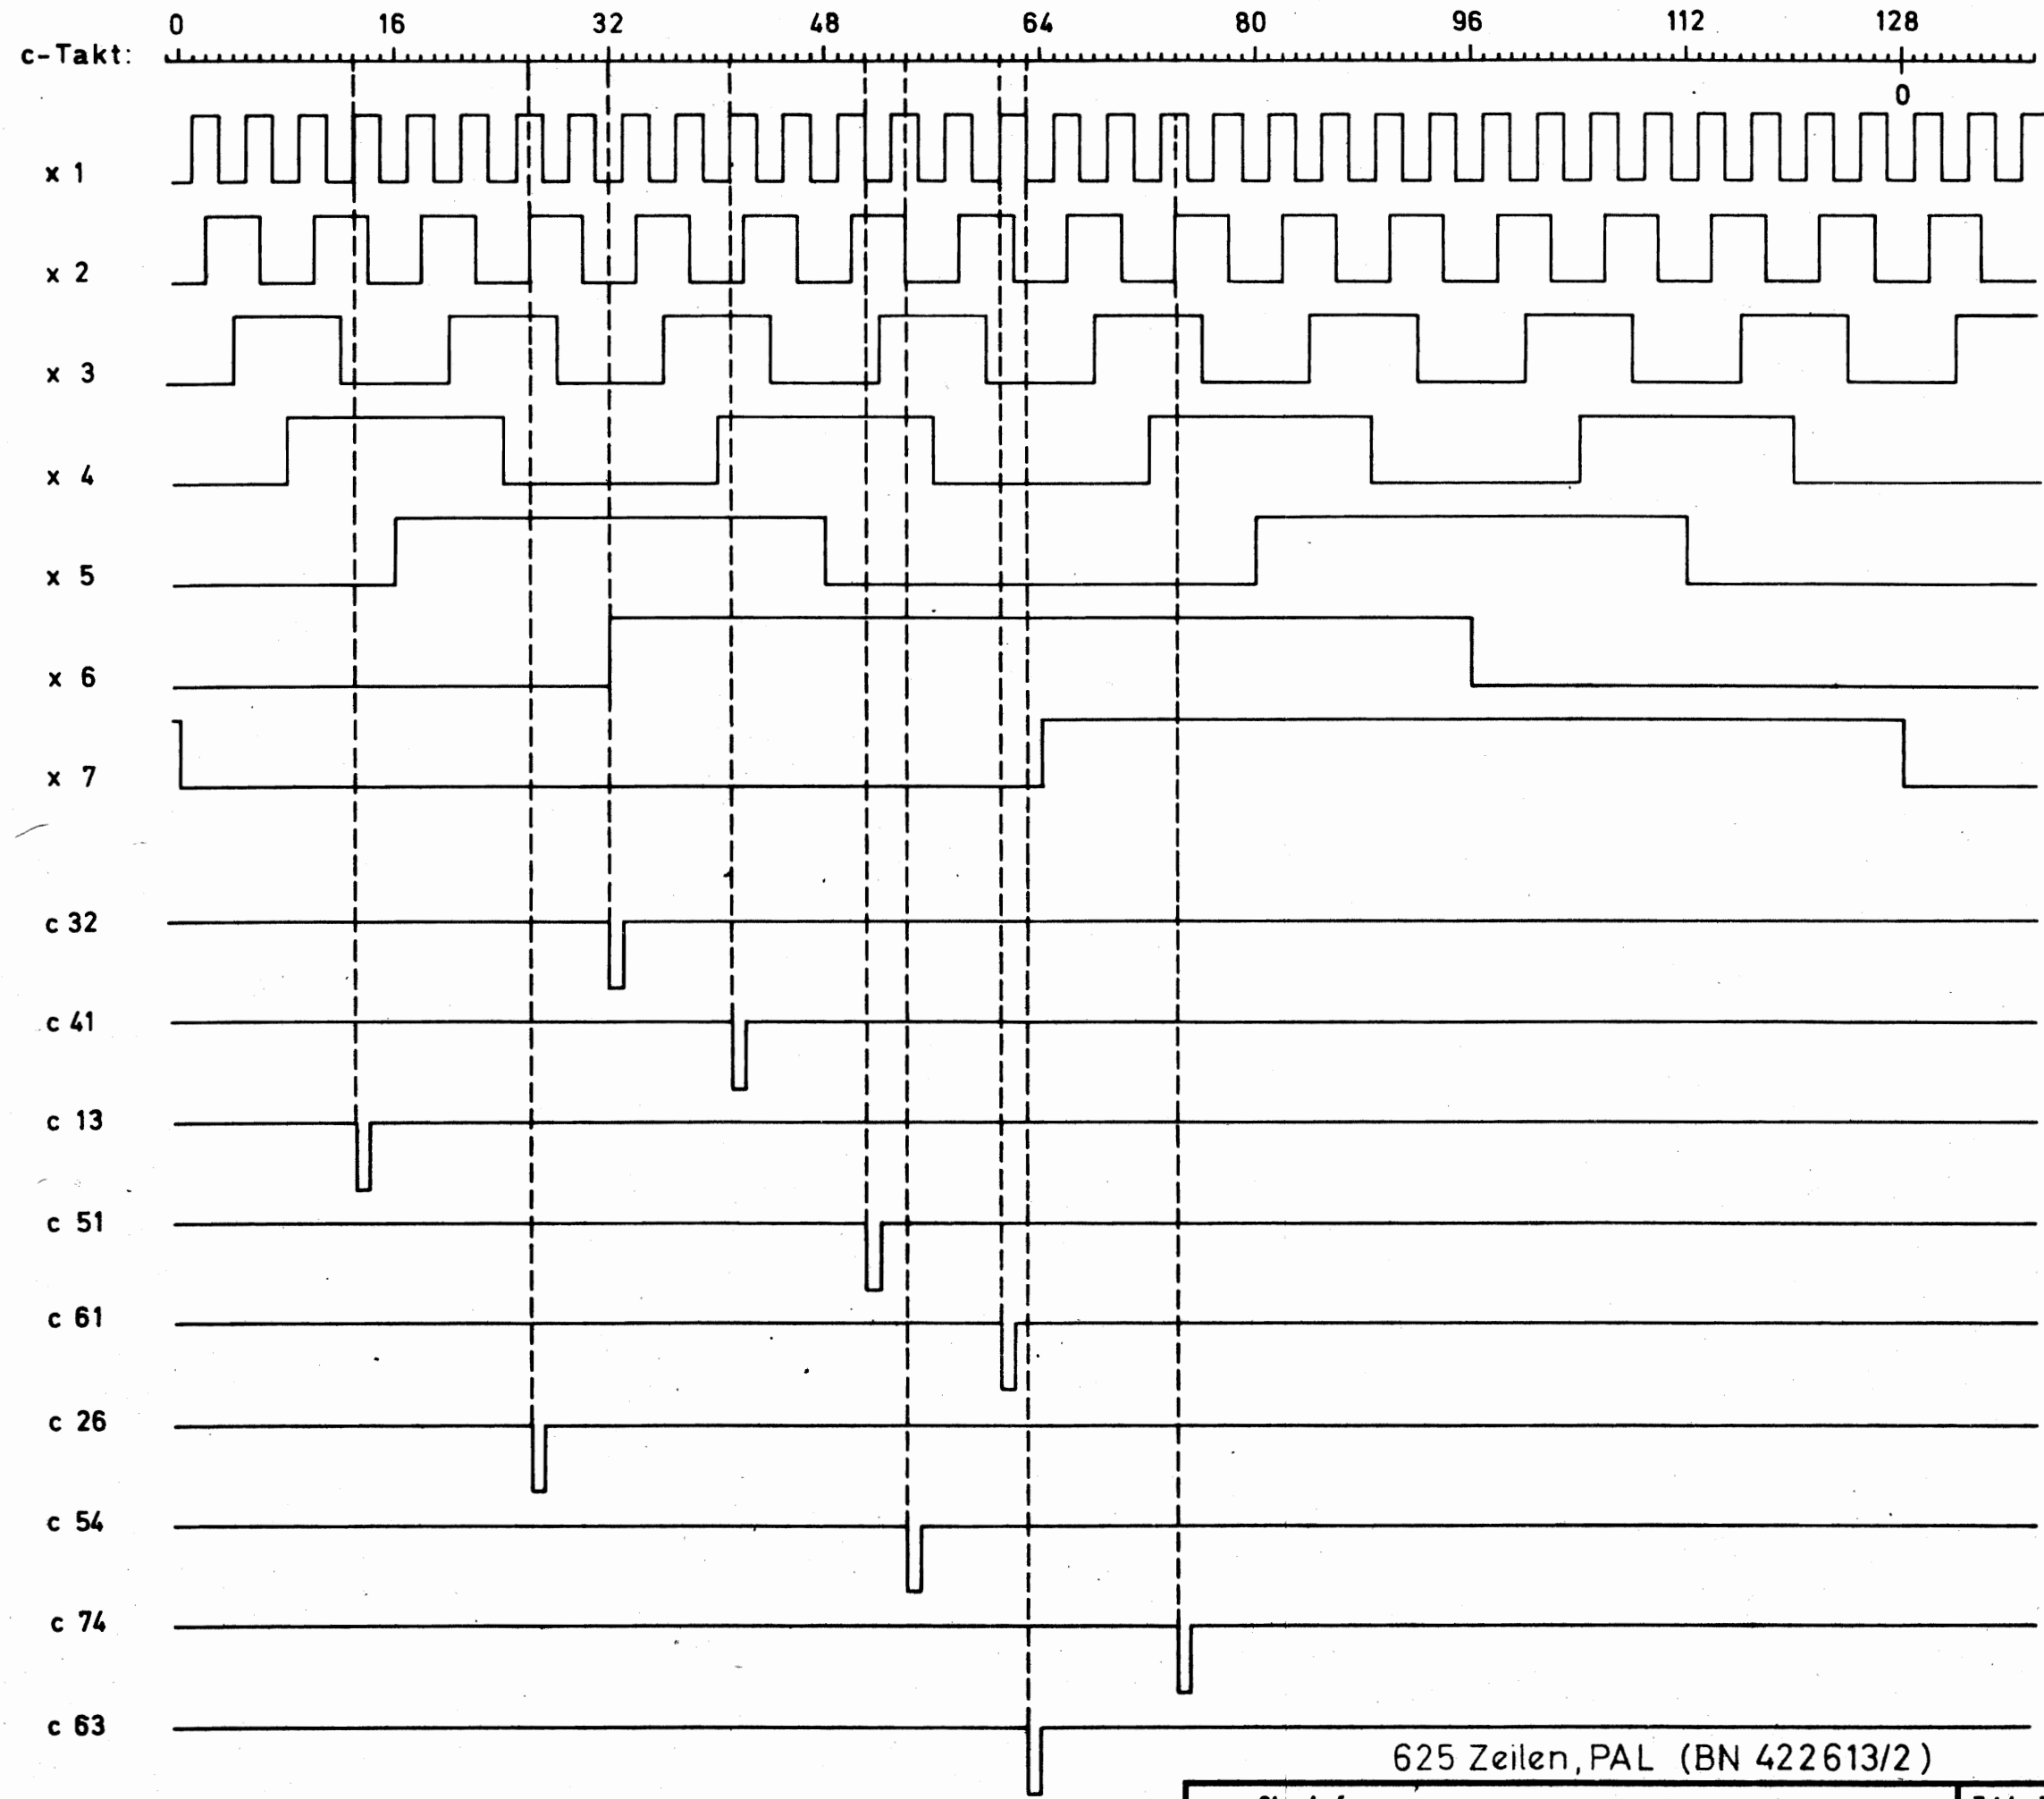 0 16 32 48 64 80 96 112 128
c-Takt:
0
x 1
x 2
x 3
x 4
x 5
x 6
x 7
c 32
c 41
c 13
c 51
c 61
c 26
c 54
c 74
c 63
625 Zeilen, PAL (BN 422613/2)